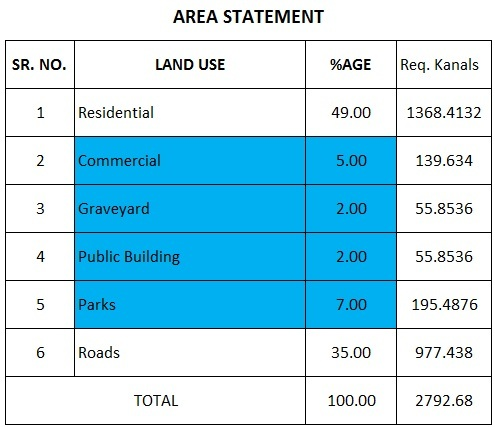 AREA STATEMENT
SR. NO. LAND USE %AGE Req. Kanals
1 Residential 49.00 1368.4132
2 Commercial 5.00 139.634
3 Graveyard 2.00 55.8536
4 Public Building 2.00 55.8536
5 Parks 7.00 195.4876
6 Roads 35.00 977.438
TOTAL 100.00 2792.68